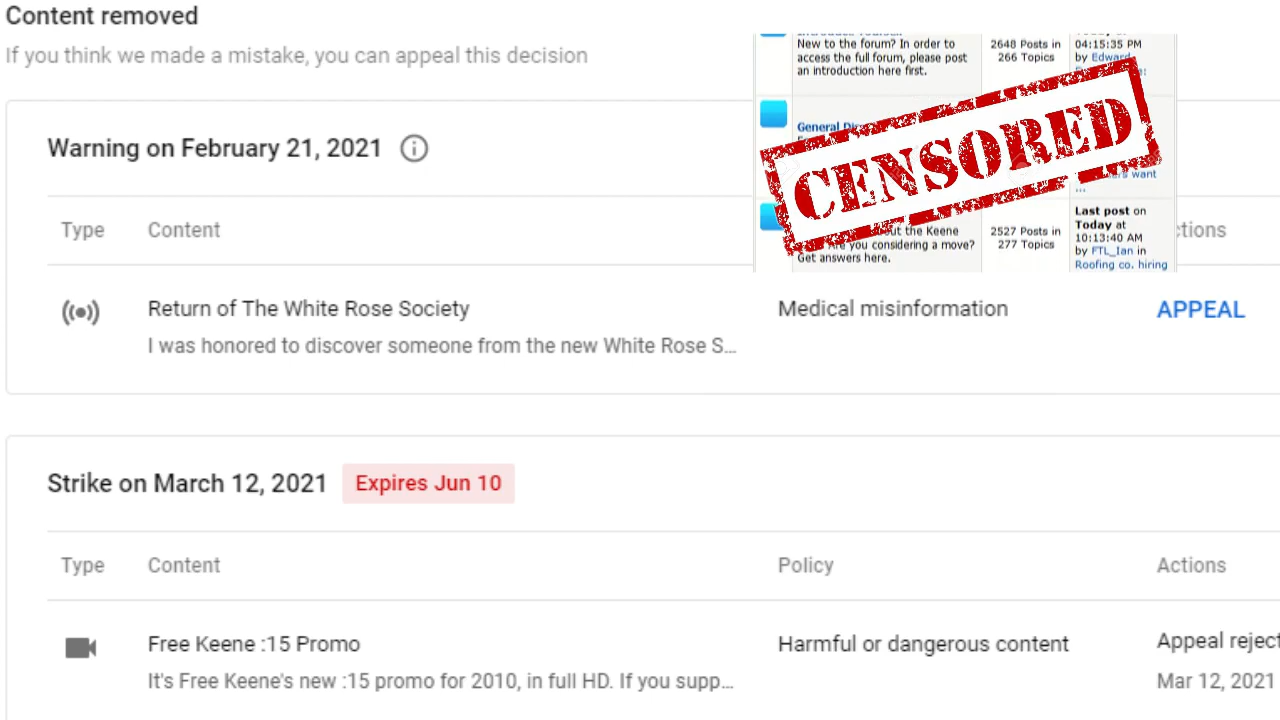 Content removed
If you think we made a mistake, you can appeal this decision
New to the forum? In order to
access the full forum, please post
an introduction here first.
2648 Posts in
266 Topics
04:15:35 PM
by Edward
General
CENSORED
want
...
Warning on February 21, 2021
Type Content
the Keene
you considering a move?
Get answers here.
2527 Posts in
277 Topics
Last post on
Today at
10:13:40 AM
by FTL_Ian in
Roofing co. hiring
Return of The White Rose Society Medical misinformation APPEAL
I was honored to discover someone from the new White Rose S...
Strike on March 12, 2021 Expires Jun 10
Type Content Policy Actions
Free Keene :15 Promo Harmful or dangerous content Appeal reject
It's Free Keene's new :15 promo for 2010, in full HD. If you supp... Mar 12, 2021